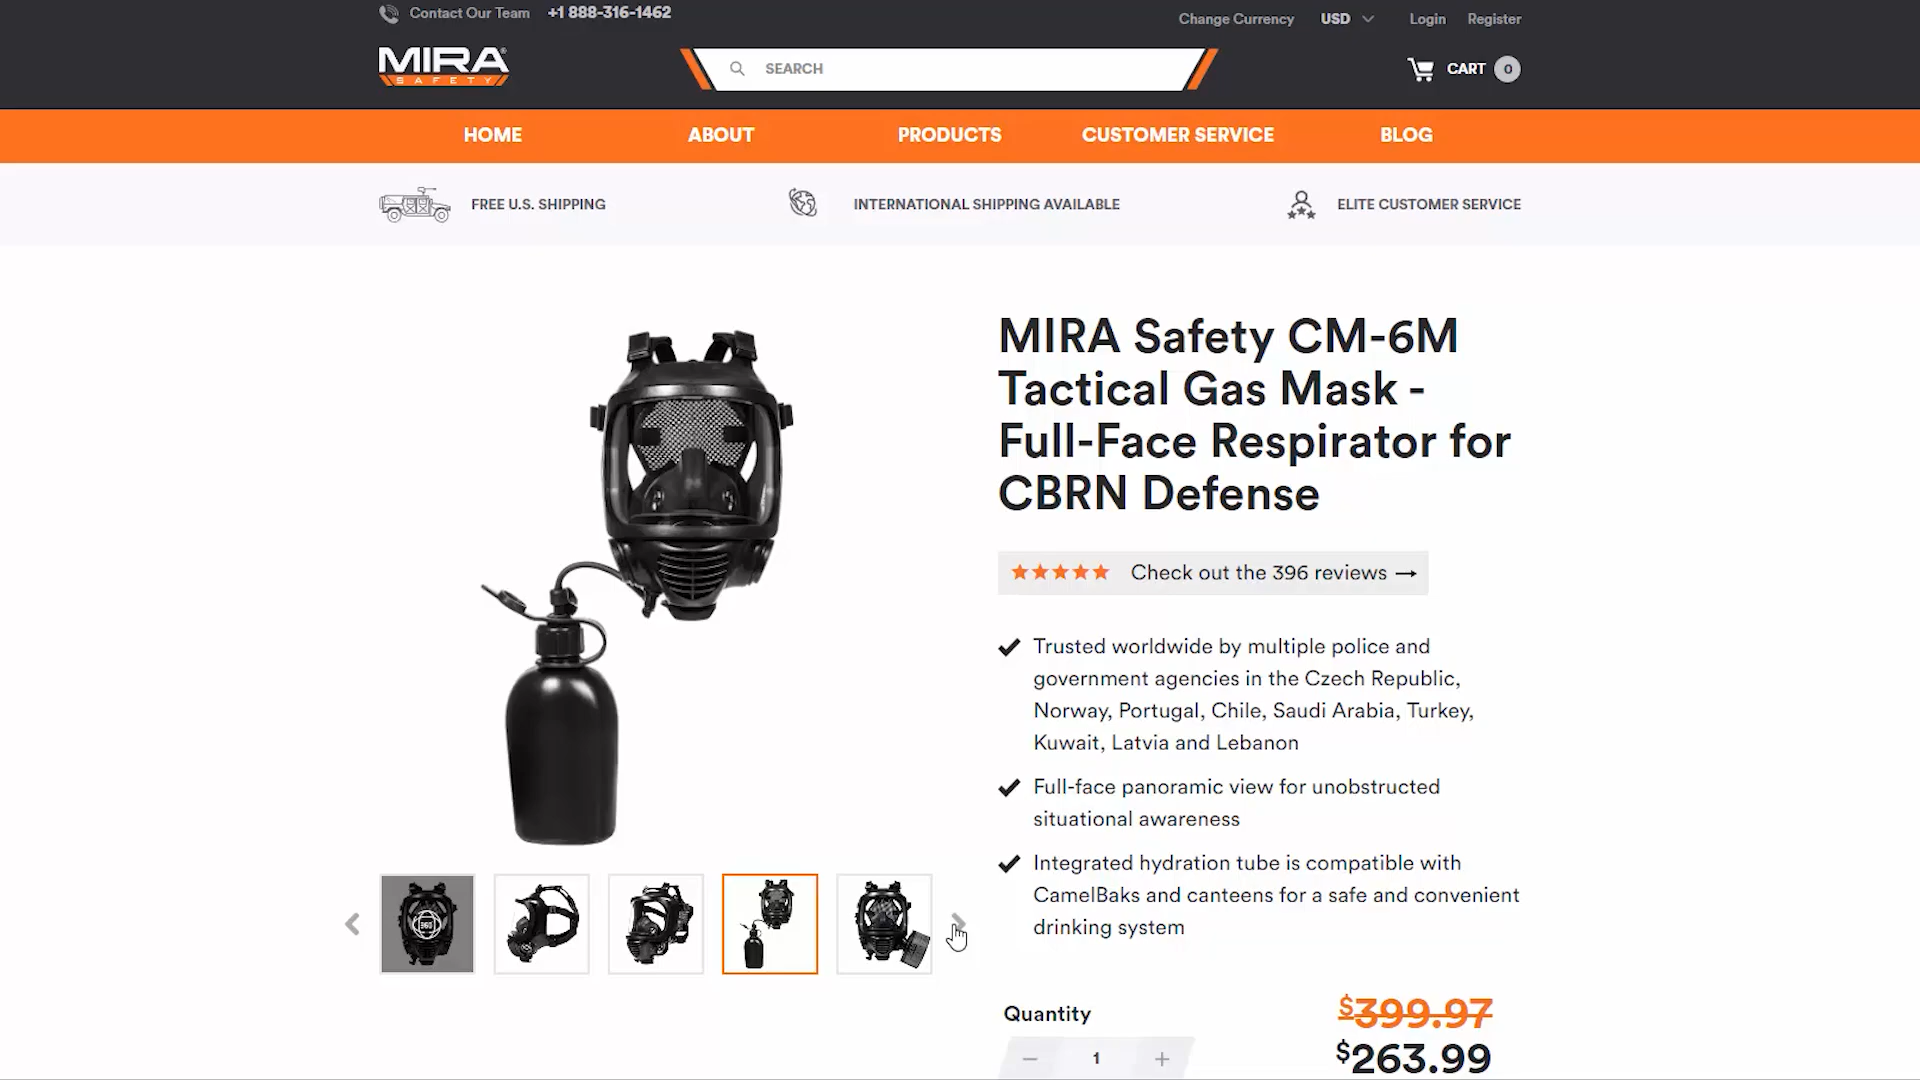 Contact Our Team +1 888-316-1462
Change Currency USD Login Register
MIRA
SAFETY
SEARCH
CART 0
HOME ABOUT PRODUCTS CUSTOMER SERVICE BLOG
FREE U.S. SHIPPING INTERNATIONAL SHIPPING AVAILABLE ELITE CUSTOMER SERVICE
MIRA Safety CM-6M
Tactical Gas Mask -
Full-Face Respirator for
CBRN Defense
Check out the 396 reviews →
Trusted worldwide by multiple police and
government agencies in the Czech Republic,
Norway, Portugal, Chile, Saudi Arabia, Turkey,
Kuwait, Latvia and Lebanon
Full-face panoramic view for unobstructed
situational awareness
Integrated hydration tube is compatible with
CamelBaks and canteens for a safe and convenient
drinking system
360
Quantity
$399.97
− 1 +
$263.99